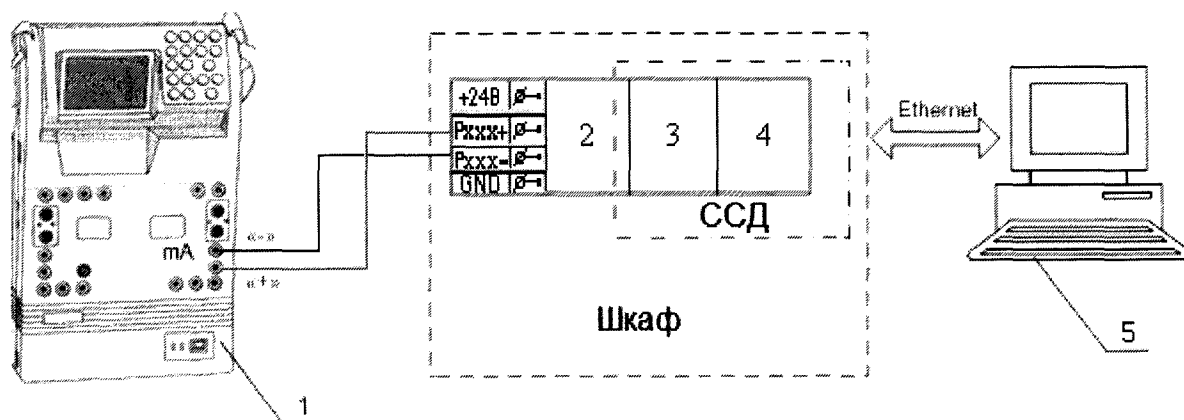 +24В
Pxxx+
Pxxx-
GND
2
3
4
ССД
Шкаф
Ethernet
mA
«-»
«+»
1
5